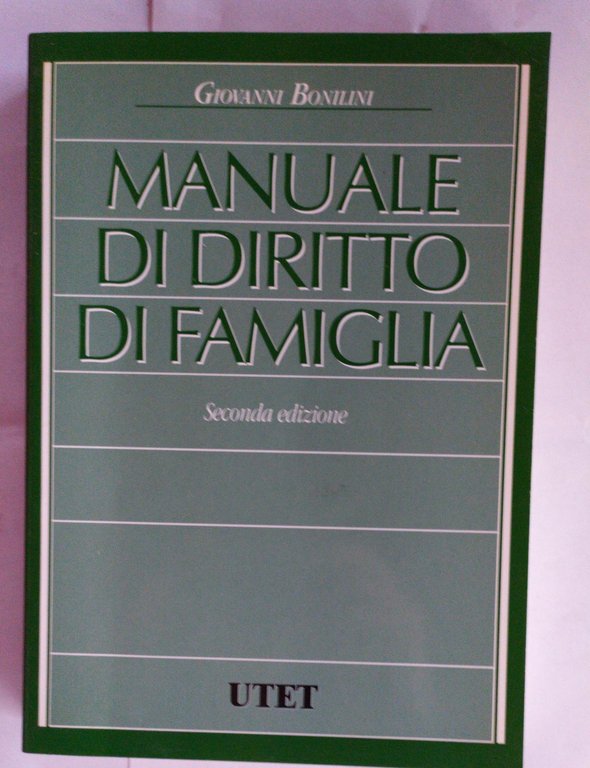 GIOVANNI BONILINI
MANUALE
DI DIRITTO
DI FAMIGLIA
Seconda edizione
UTET